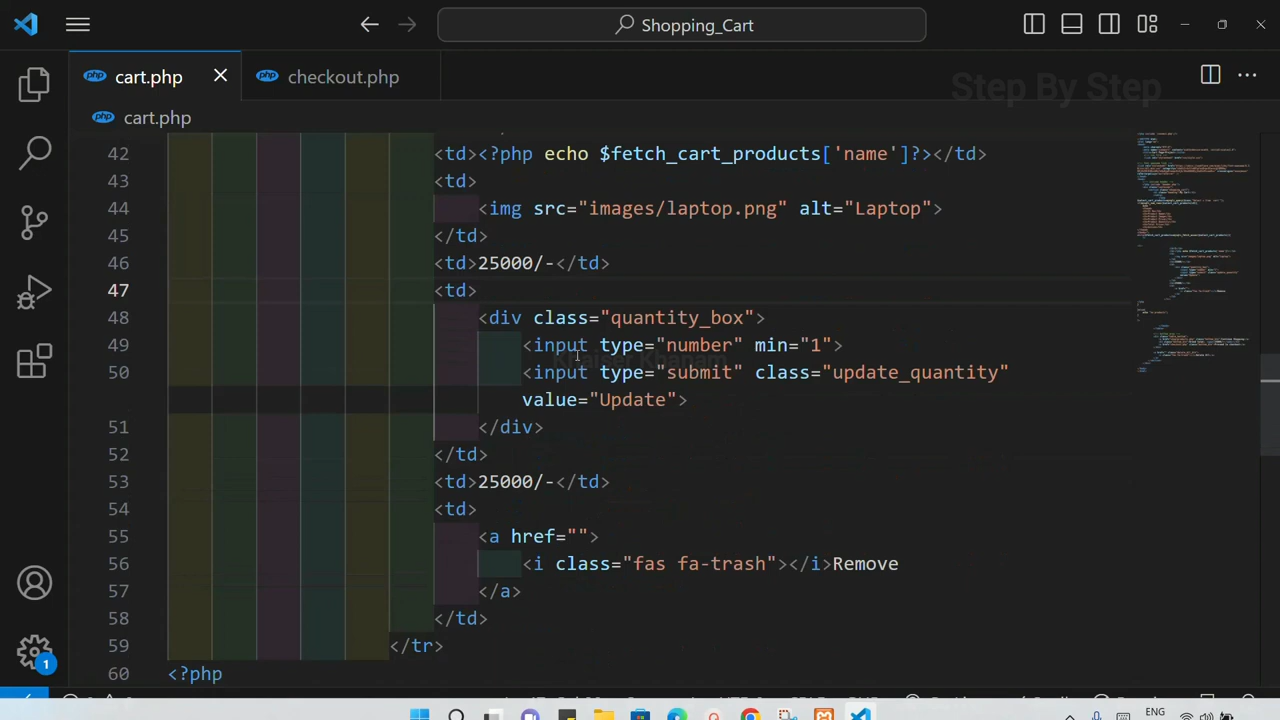 Shopping_Cart
cart.php
checkout.php
Step By Step
cart.php
42 <td><?php echo $fetch_cart_products['name']?></td>
43 <td>
44 <img src="images/laptop.png" alt="Laptop">
45 </td>
46 <td>25000/-</td>
47 <td>
48 <div class="quantity_box">
49 <input type="number" min="1">
Khaiser Khanam
50 <input type="submit" class="update_quantity"
value="Update">
51 </div>
52 </td>
53 <td>25000/-</td>
54 <td>
55 <a href="">
56 <i class="fas fa-trash"></i>Remove
57 </a>
58 </td>
59 </tr>
60 <?php
1
ENG